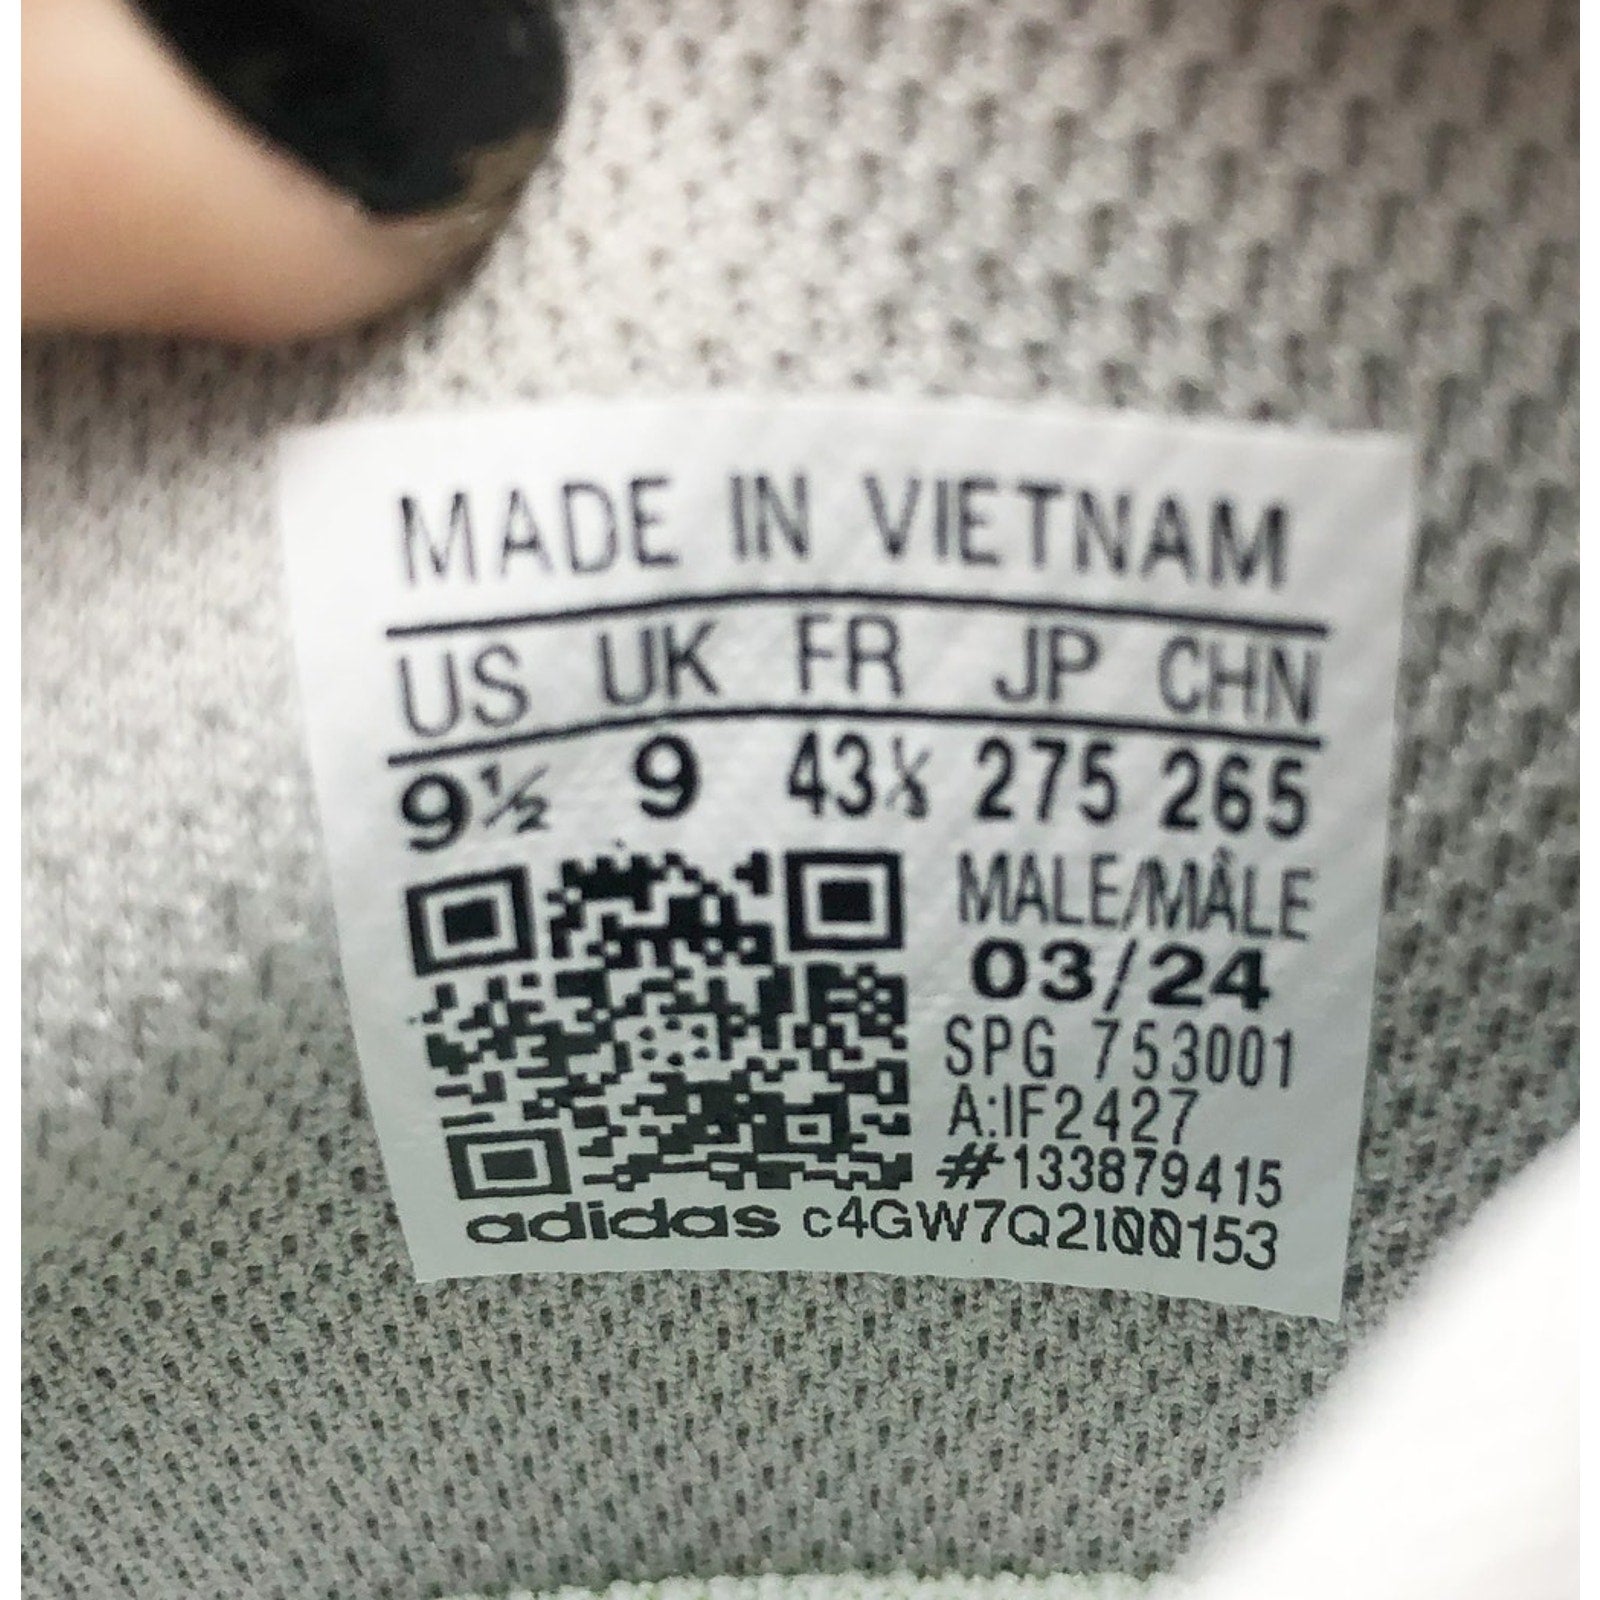 MADE IN VIETNAM
US UK FR JP CHN
9½ 9 43⅓ 275 265
MALE/MÂLE
03/24
SPG 753001
A:IF2427
#133879415
adidas c4GW7Q2I00153